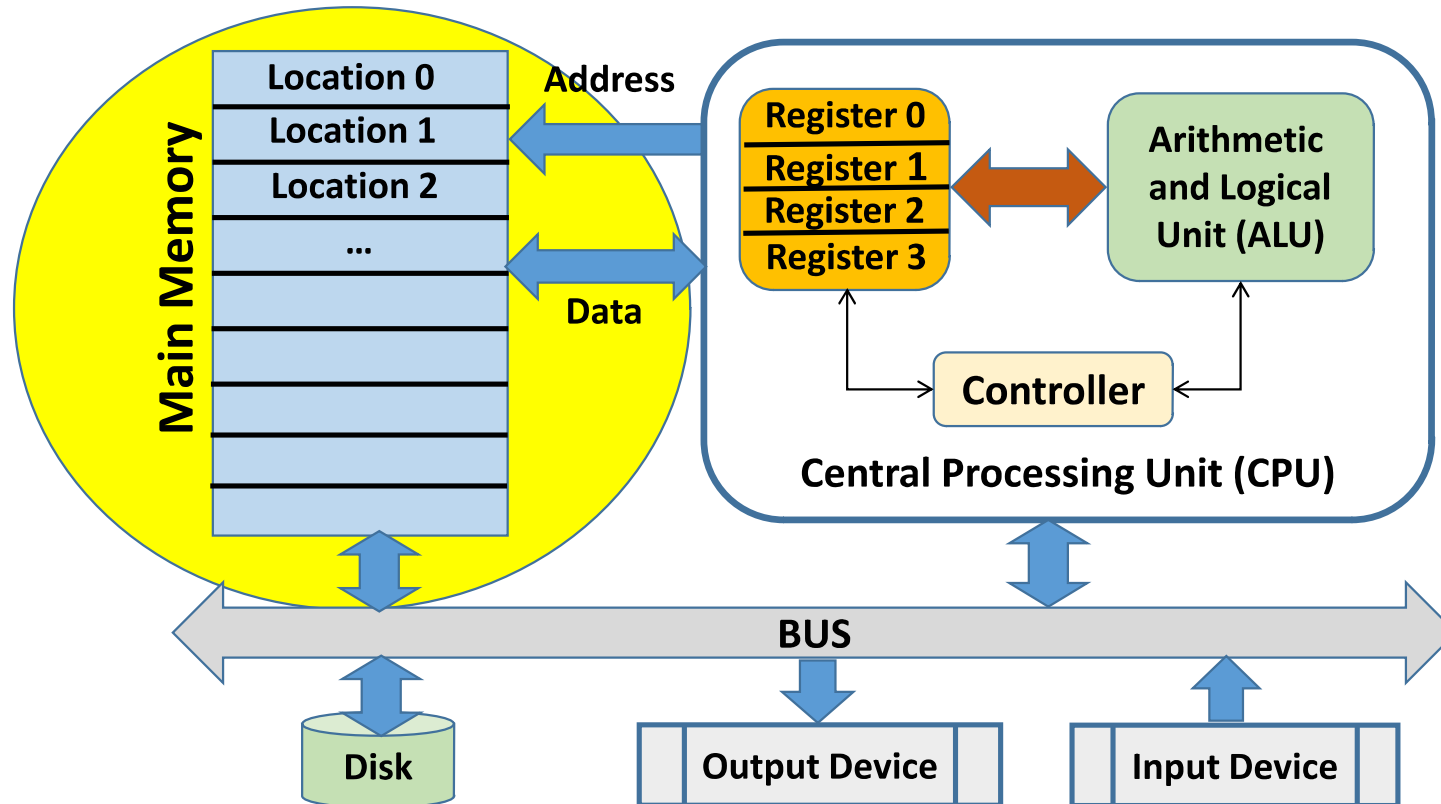 Main Memory
Location 0
Location 1
Location 2
...
Address
Data
Register 0
Register 1
Register 2
Register 3
Arithmetic
and Logical
Unit (ALU)
Controller
Central Processing Unit (CPU)
BUS
Disk
Output Device
Input Device